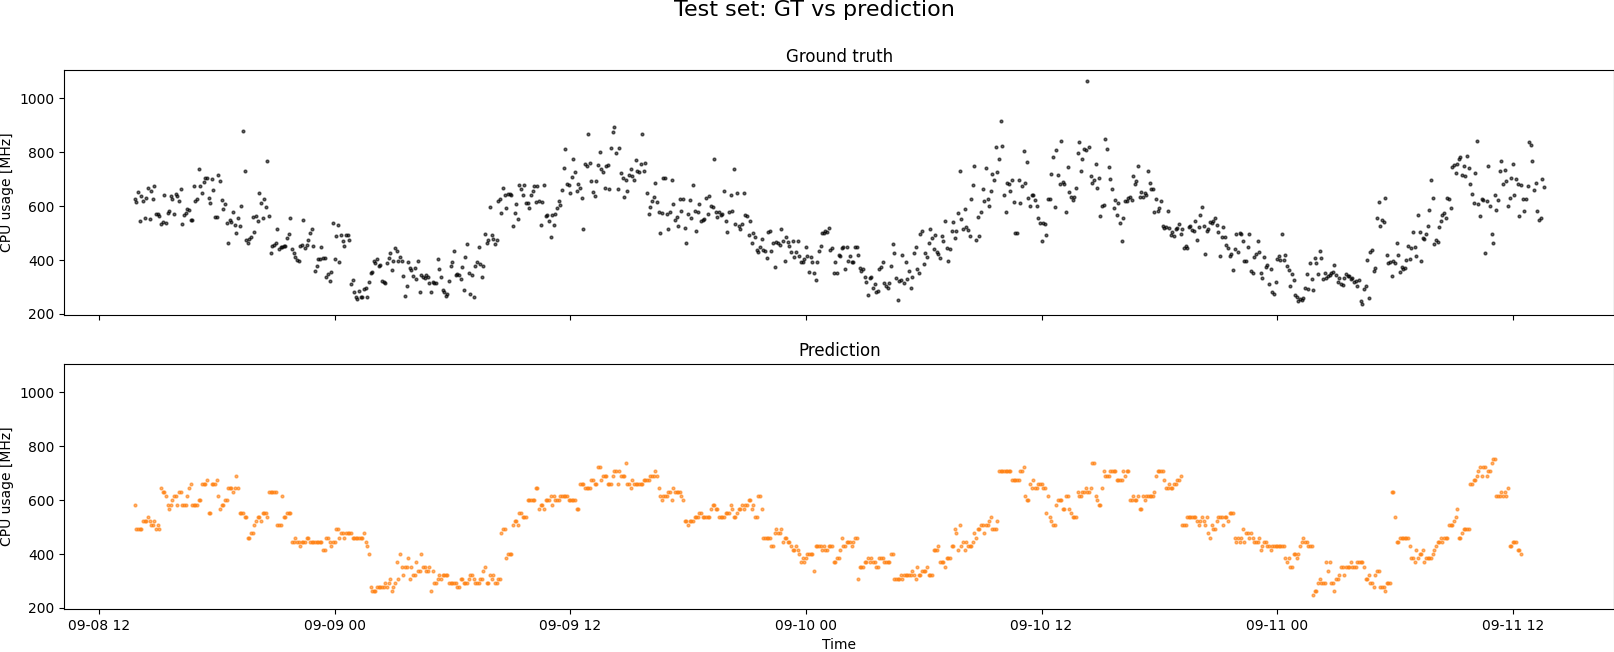 Test set: GT vs prediction
Ground truth
CPU usage [MHz]
1000
800
600
400
200
Prediction
CPU usage [MHz]
1000
800
600
400
200
09-08 12
09-09 00
09-09 12
09-10 00
09-10 12
09-11 00
09-11 12
Time